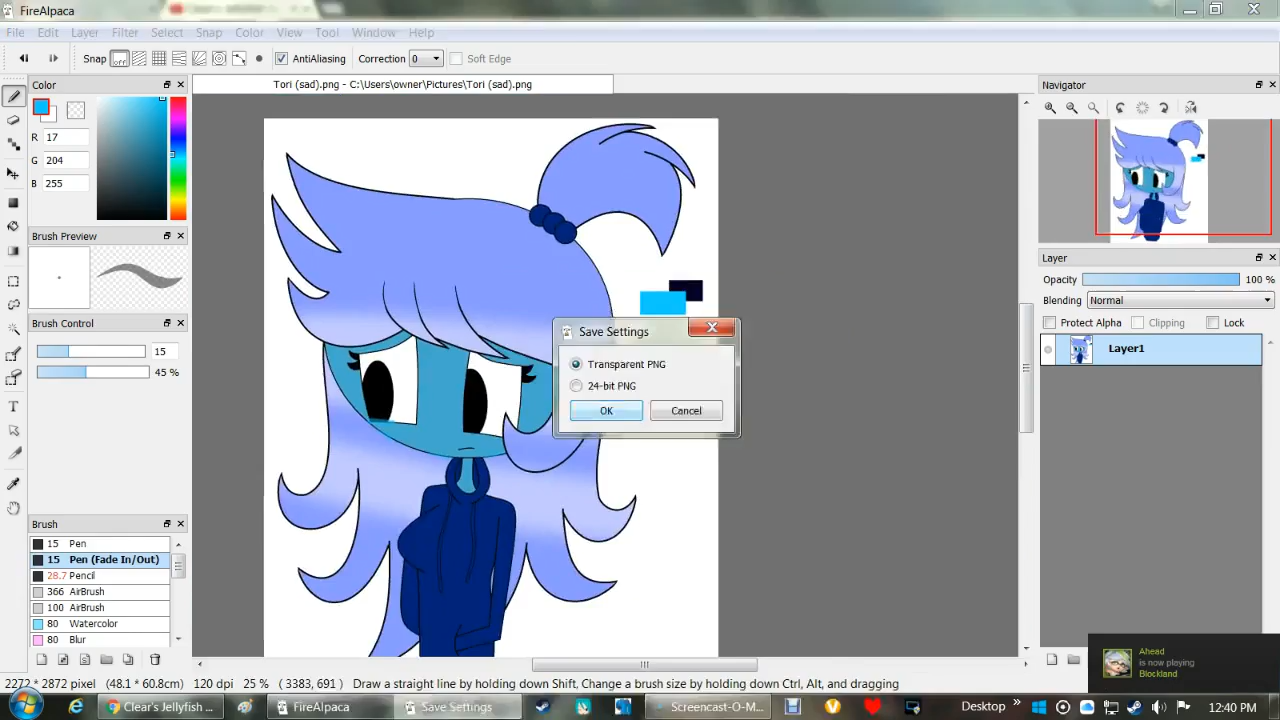 FireAlpaca
File Edit Layer Filter Select Snap Color View Tool Window Help
Snap AntiAliasing Correction 0 Soft Edge
Color
Tori (sad).png - C:\Users\owner\Pictures\Tori (sad).png
Navigator
R 17
G 204
B 255
Brush Preview
Layer
Opacity 100 %
Blending Normal
Protect Alpha Clipping Lock
Layer1
Brush Control
15
45 %
Save Settings
Transparent PNG
24-bit PNG
OK Cancel
Brush
15 Pen
15 Pen (Fade In/Out)
28.7 Pencil
366 AirBrush
100 AirBrush
80 Watercolor
80 Blur
Ahead
is now playing
Blockland
2272 * 2872 pixel (48.1 * 60.8cm) 120 dpi 25 % ( 3383, 691 ) Draw a straight line by holding down Shift. Change a brush size by holding down Ctrl, Alt, and dragging
Clear's Jellyfish ... FireAlpaca Save Settings Screencast-O-M... Desktop » 12:40 PM